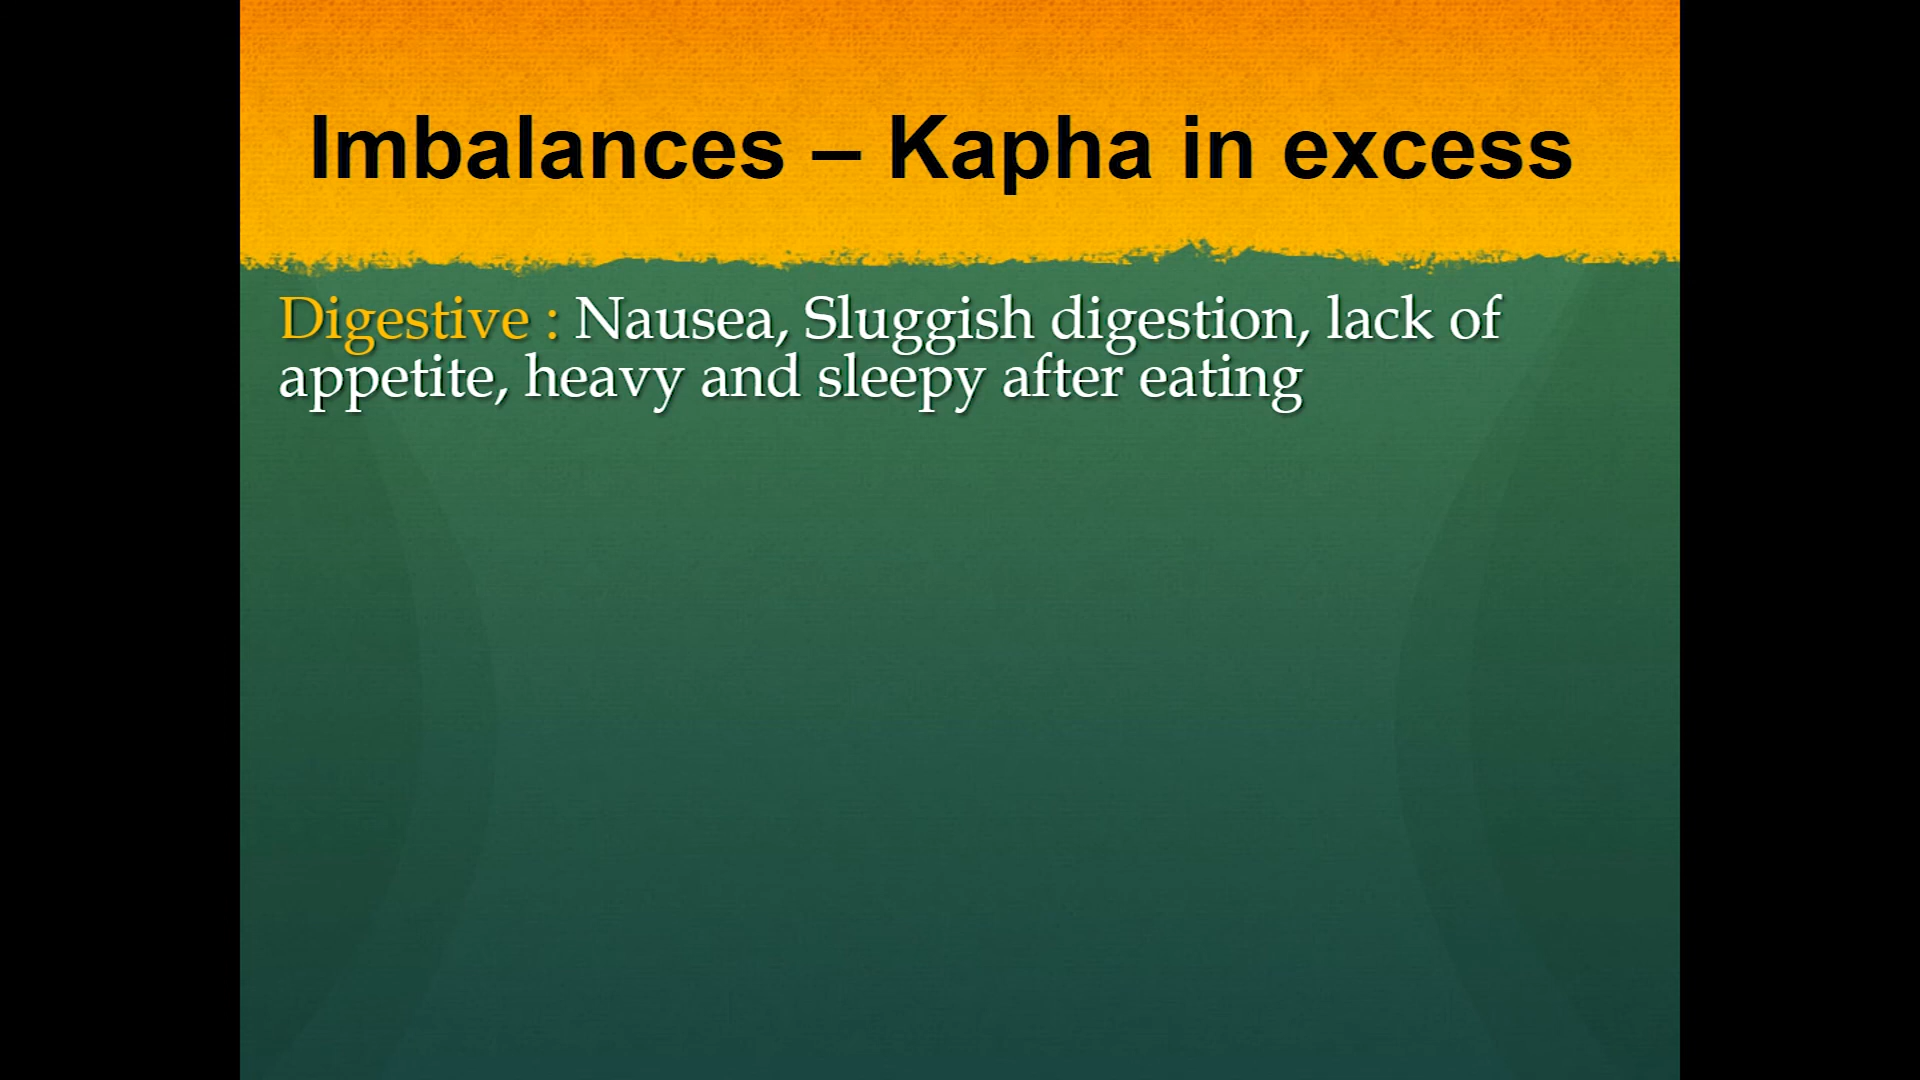 Imbalances – Kapha in excess
Digestive : Nausea, Sluggish digestion, lack of
appetite, heavy and sleepy after eating